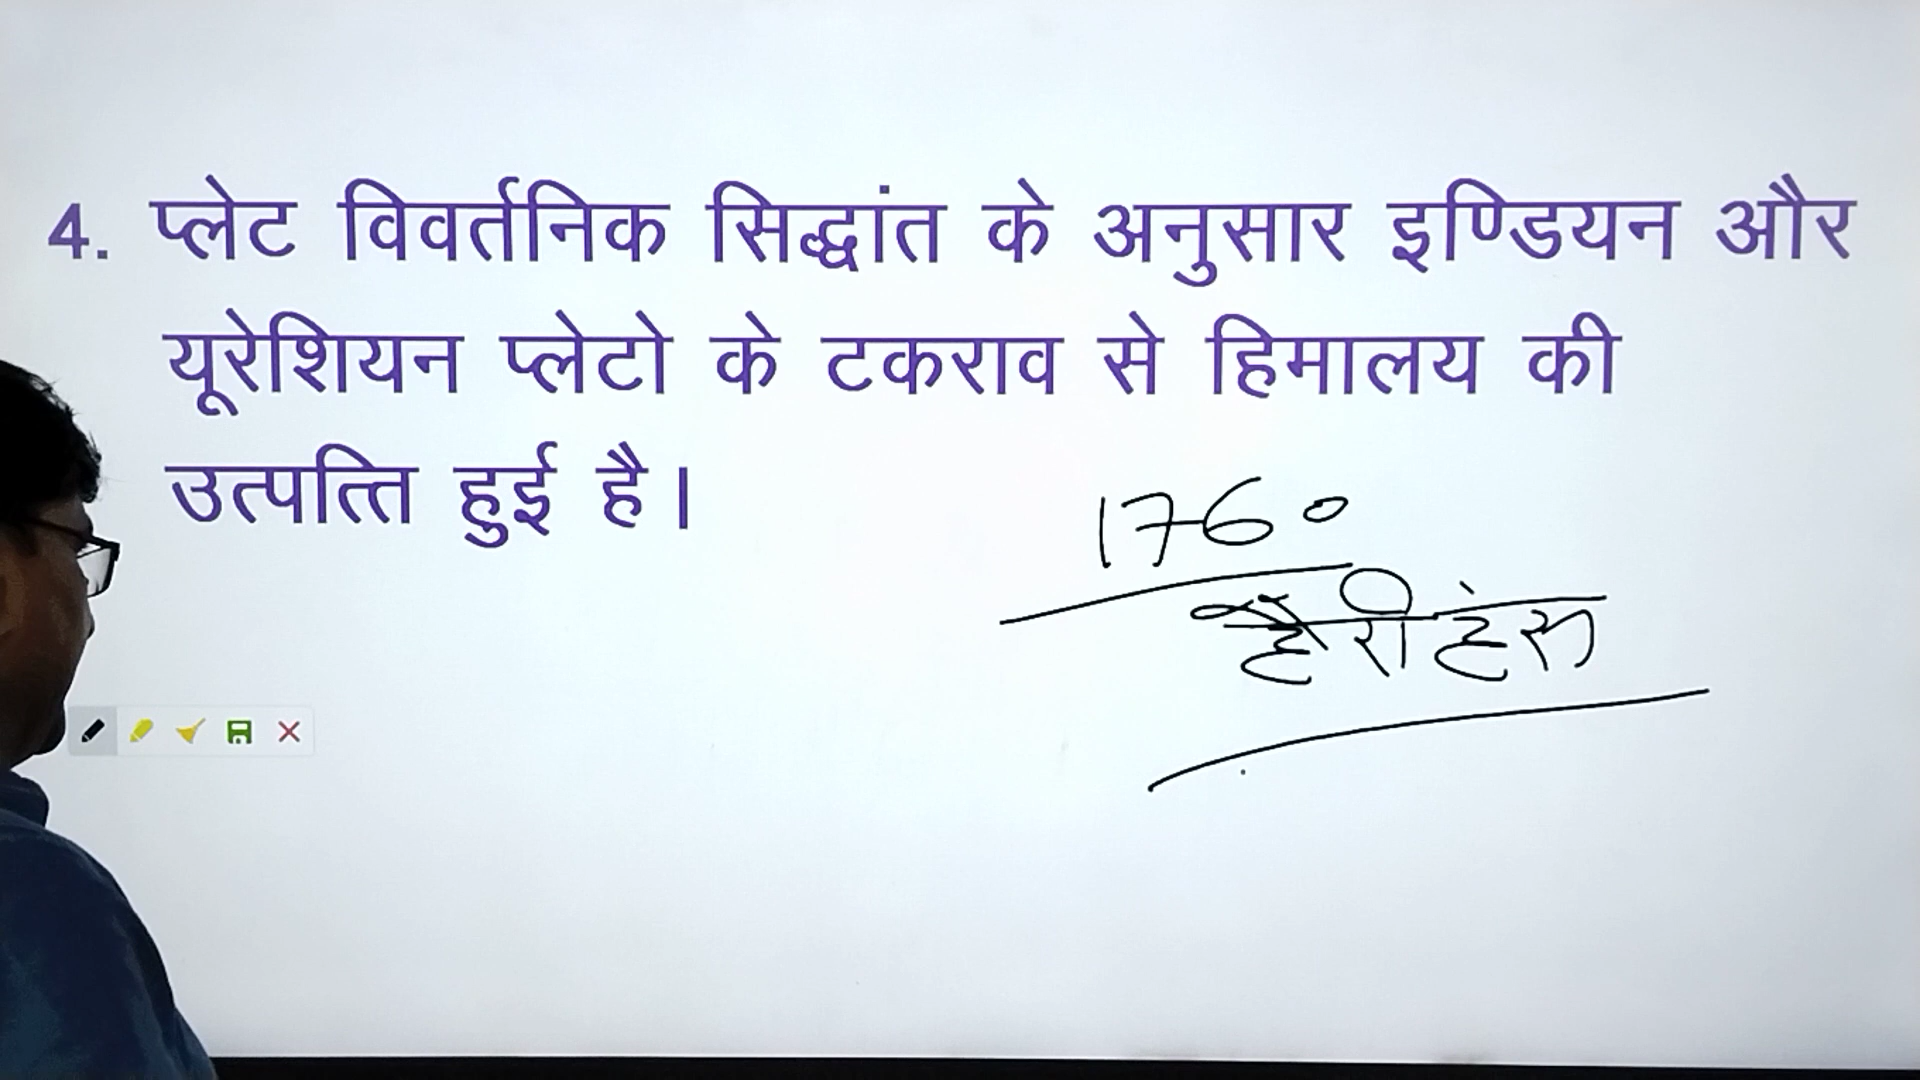 4. प्लेट विवर्तनिक सिद्धांत के अनुसार इण्डियन और
यूरेशियन प्लेटो के टकराव से हिमालय की
उत्पत्ति हुई है।
1760
हैरीहंस